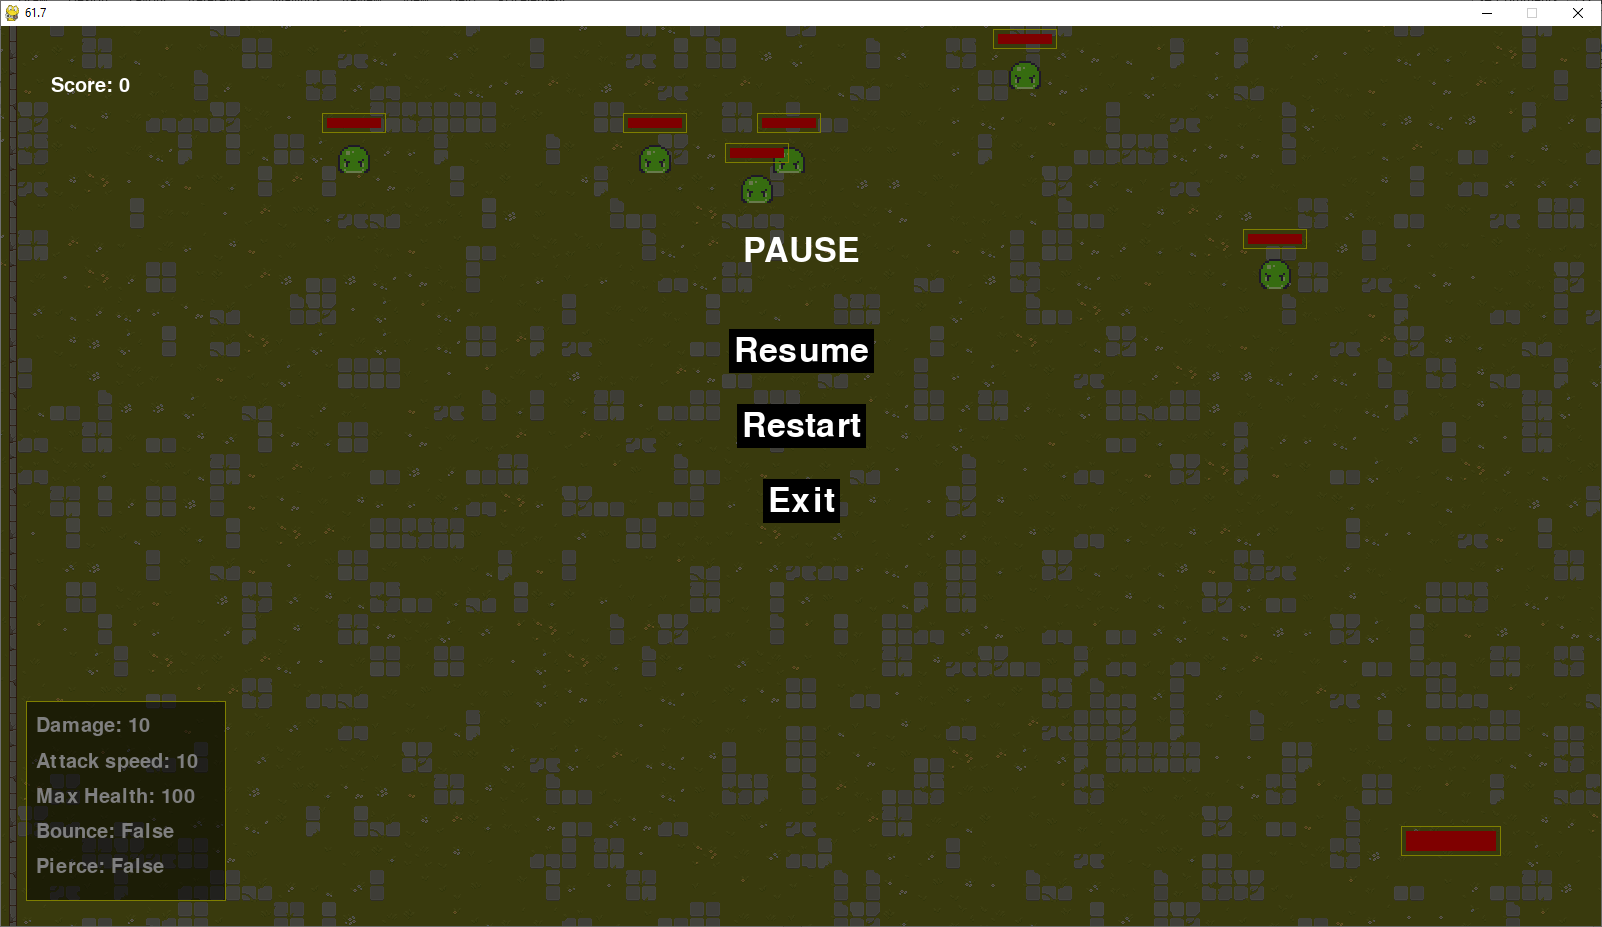 61.7
Score: 0
PAUSE
Resume
Restart
Exit
Damage: 10
Attack speed: 10
Max Health: 100
Bounce: False
Pierce: False